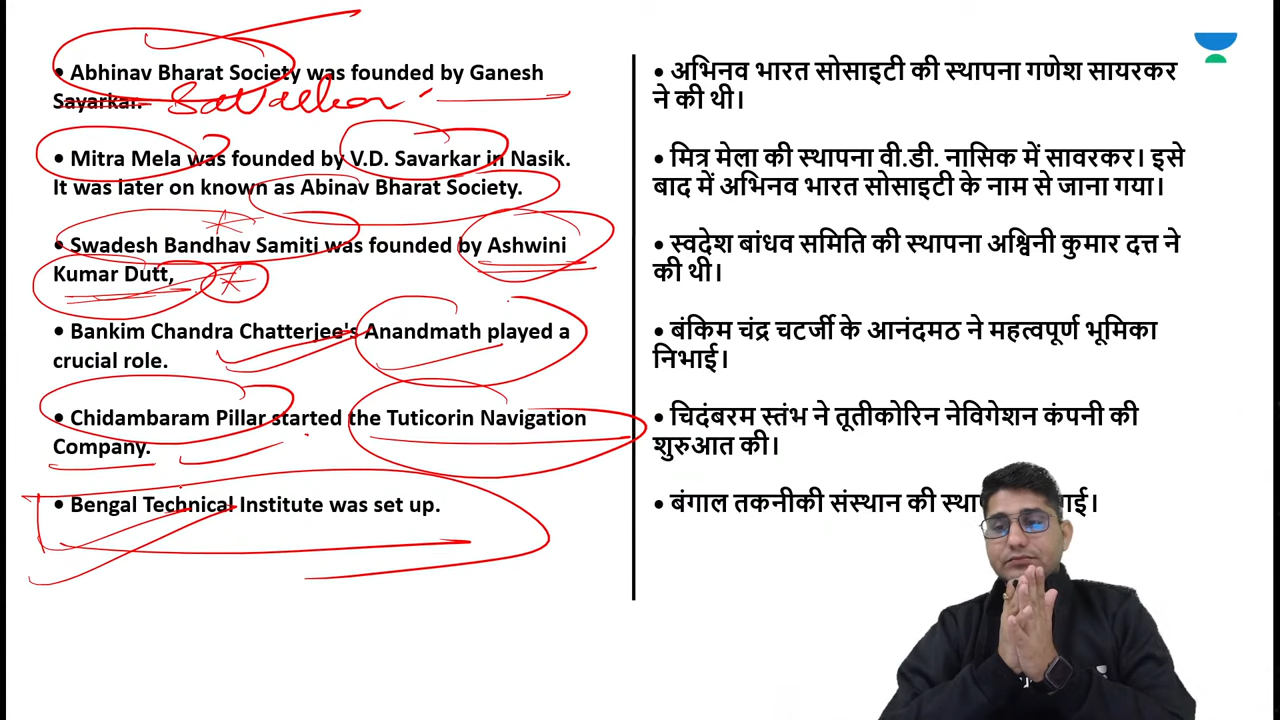 • Abhinav Bharat Society was founded by Ganesh
Sayarkar. Savarkar
• Mitra Mela was founded by V.D. Savarkar in Nasik.
It was later on known as Abinav Bharat Society.
• Swadesh Bandhav Samiti was founded by Ashwini
Kumar Dutt,
• Bankim Chandra Chatterjee's Anandmath played a
crucial role.
• Chidambaram Pillar started the Tuticorin Navigation
Company.
• Bengal Technical Institute was set up.
• अभिनव भारत सोसाइटी की स्थापना गणेश सायरकर
ने की थी।
• मित्र मेला की स्थापना वी.डी. नासिक में सावरकर। इसे
बाद में अभिनव भारत सोसाइटी के नाम से जाना गया।
• स्वदेश बांधव समिति की स्थापना अश्विनी कुमार दत्त ने
की थी।
• बंकिम चंद्र चटर्जी के आनंदमठ ने महत्वपूर्ण भूमिका
निभाई।
• चिदंबरम स्तंभ ने तूतीकोरिन नेविगेशन कंपनी की
शुरुआत की।
• बंगाल तकनीकी संस्थान की